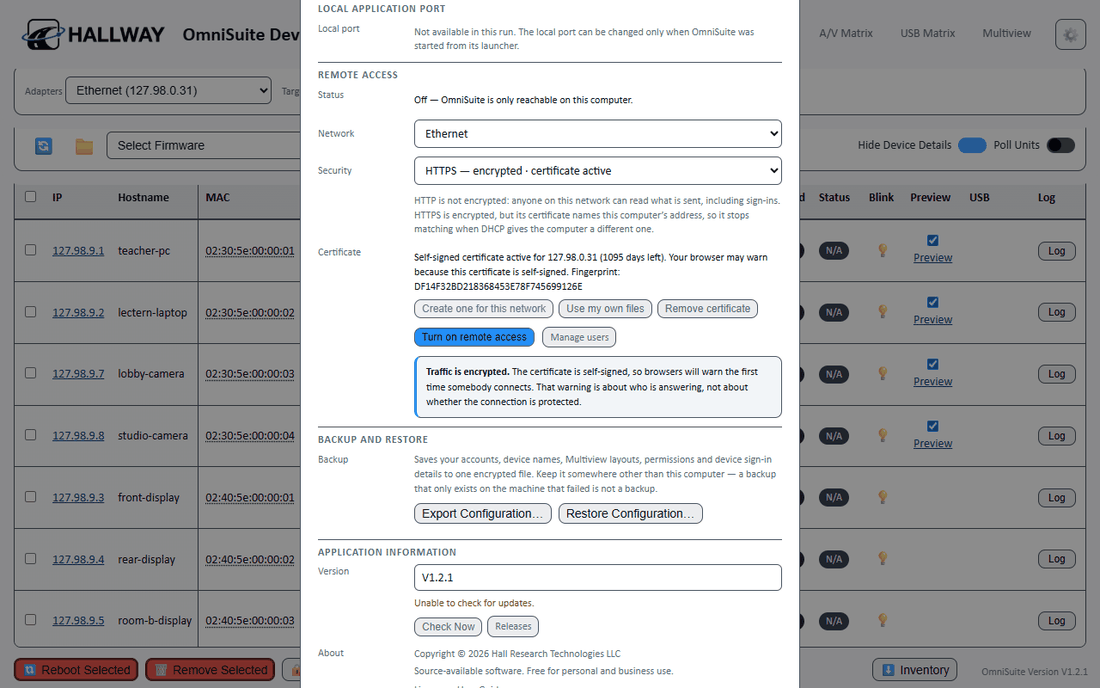 HALLWAY OmniSuite Dev
A/V Matrix USB Matrix Multiview
Adapters Ethernet (127.98.0.31) Targ
Select Firmware
Hide Device Details Poll Units
IP Hostname MAC
Status Blink Preview USB Log
127.98.9.1 teacher-pc 02:30:5e:00:00:01 N/A Preview Log
127.98.9.2 lectern-laptop 02:30:5e:00:00:02 N/A Preview Log
127.98.9.7 lobby-camera 02:30:5e:00:00:03 N/A Preview Log
127.98.9.8 studio-camera 02:30:5e:00:00:04 N/A Preview Log
127.98.9.3 front-display 02:40:5e:00:00:01 N/A Log
127.98.9.4 rear-display 02:40:5e:00:00:02 N/A Log
127.98.9.5 room-b-display 02:40:5e:00:00:03 N/A Log
Reboot Selected Remove Selected
Inventory OmniSuite Version V1.2.1
LOCAL APPLICATION PORT
Local port
Not available in this run. The local port can be changed only when OmniSuite was
started from its launcher.
REMOTE ACCESS
Status
Off — OmniSuite is only reachable on this computer.
Network Ethernet
Security HTTPS — encrypted · certificate active
HTTP is not encrypted: anyone on this network can read what is sent, including sign-ins.
HTTPS is encrypted, but its certificate names this computer's address, so it stops
matching when DHCP gives the computer a different one.
Certificate
Self-signed certificate active for 127.98.0.31 (1095 days left). Your browser may warn
because this certificate is self-signed. Fingerprint:
DF14F32BD218368453E78F745699126E
Create one for this network Use my own files Remove certificate
Turn on remote access Manage users
Traffic is encrypted. The certificate is self-signed, so browsers will warn the first
time somebody connects. That warning is about who is answering, not about
whether the connection is protected.
BACKUP AND RESTORE
Backup
Saves your accounts, device names, Multiview layouts, permissions and device sign-in
details to one encrypted file. Keep it somewhere other than this computer — a backup
that only exists on the machine that failed is not a backup.
Export Configuration... Restore Configuration...
APPLICATION INFORMATION
Version V1.2.1
Unable to check for updates.
Check Now Releases
About
Copyright © 2026 Hall Research Technologies LLC
Source-available software. Free for personal and business use.